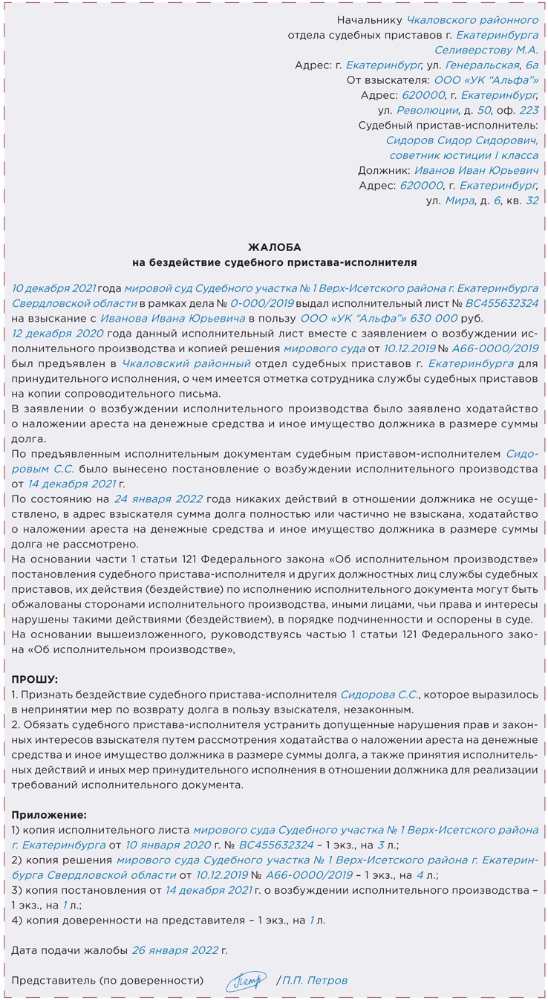 Начальнику Чкаловского районного
отдела судебных приставов г. Екатеринбурга
Селиверстову М.А.
Адрес: г. Екатеринбург, ул. Генеральская, 6а
От взыскателя: ООО «УК “Альфа”»
Адрес: 620000, г. Екатеринбург,
ул. Революции, д. 50, оф. 223
Судебный пристав-исполнитель:
Сидоров Сидор Сидорович,
советник юстиции I класса
Должник: Иванов Иван Юрьевич
Адрес: 620000, г. Екатеринбург,
ул. Мира, д. 6, кв. 32
ЖАЛОБА
на бездействие судебного пристава-исполнителя
10 декабря 2021 года мировой суд Судебного участка № 1 Верх-Исетского района г. Екатеринбурга
Свердловской области в рамках дела № 0-000/2019 выдал исполнительный лист № ВС455632324
на взыскание с Иванова Ивана Юрьевича в пользу ООО «УК “Альфа”» 630 000 руб.
12 декабря 2020 года данный исполнительный лист вместе с заявлением о возбуждении ис-
полнительного производства и копией решения мирового суда от 10.12.2019 № А66-0000/2019
был предъявлен в Чкаловский районный отдел судебных приставов г. Екатеринбурга для
принудительного исполнения, о чем имеется отметка сотрудника службы судебных приставов
на копии сопроводительного письма.
В заявлении о возбуждении исполнительного производства было заявлено ходатайство
о наложении ареста на денежные средства и иное имущество должника в размере суммы
долга.
По предъявленным исполнительным документам судебным приставом-исполнителем Сидо-
ровым С.С. было вынесено постановление о возбуждении исполнительного производства
от 14 декабря 2021 г.
По состоянию на 24 января 2022 года никаких действий в отношении должника не осуще-
ствлено, в адрес взыскателя сумма долга полностью или частично не взыскана, ходатайство
о наложении ареста на денежные средства и иное имущество должника в размере суммы
долга не рассмотрено.
На основании части 1 статьи 121 Федерального закона «Об исполнительном производстве»
постановления судебного пристава-исполнителя и других должностных лиц службы судебных
приставов, их действия (бездействие) по исполнению исполнительного документа могут быть
обжалованы сторонами исполнительного производства, иными лицами, чьи права и интересы
нарушены такими действиями (бездействием), в порядке подчиненности и оспорены в суде.
На основании вышеизложенного, руководствуясь частью 1 статьи 121 Федерального зако-
на «Об исполнительном производстве»,
ПРОШУ:
1. Признать бездействие судебного пристава-исполнителя Сидорова С.С., которое выразилось
в непринятии мер по возврату долга в пользу взыскателя, незаконным.
2. Обязать судебного пристава-исполнителя устранить допущенные нарушения прав и закон-
ных интересов взыскателя путем рассмотрения ходатайства о наложении ареста на денежные
средства и иное имущество должника в размере суммы долга, а также принятия исполнитель-
ных действий и иных мер принудительного исполнения в отношении должника для реализации
требований исполнительного документа.
Приложение:
1) копия исполнительного листа мирового суда Судебного участка № 1 Верх-Исетского района
г. Екатеринбурга от 10 января 2020 г. № ВС455632324 – 1 экз., на 3 л.;
2) копия решения мирового суда Судебного участка № 1 Верх-Исетского района г. Екатерин-
бурга Свердловской области от 10.12.2019 № А66-0000/2019 – 1 экз., на 4 л.;
3) копия постановления от 14 декабря 2021 г. о возбуждении исполнительного производства –
1 экз., на 1 л.;
4) копия доверенности на представителя – 1 экз., на 1 л.
Дата подачи жалобы 26 января 2022 г.
Представитель (по доверенности) Петр /П.П. Петров